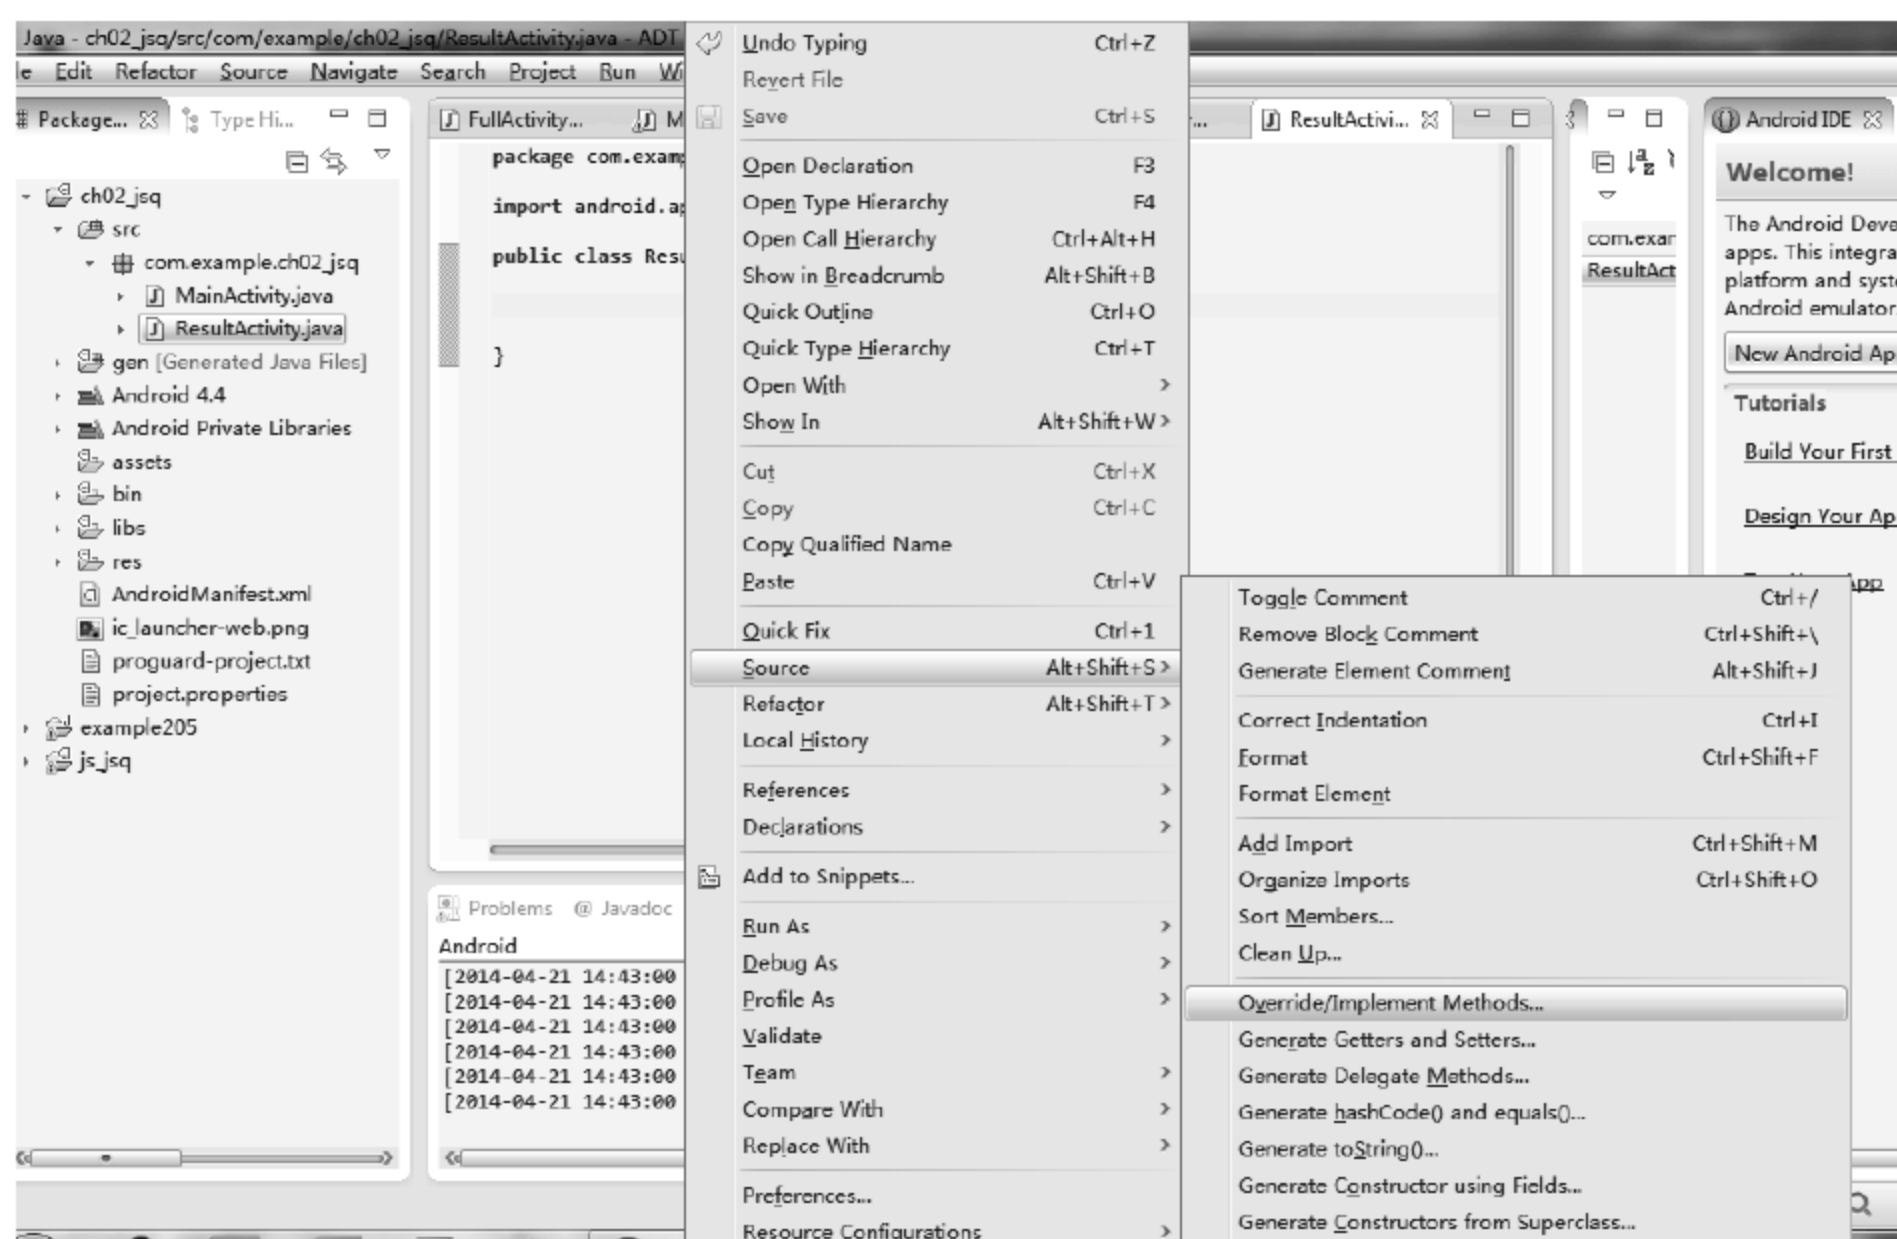 Java - ch02_jsq/src/com/example/ch02_jsq/ResultActivity.java - ADT
le Edit Refactor Source Navigate Search Project Run Wi
Package... Type Hi...
ch02_jsq
src
com.example.ch02_jsq
MainActivity.java
ResultActivity.java
gen [Generated Java Files]
Android 4.4
Android Private Libraries
assets
bin
libs
res
AndroidManifest.xml
ic_launcher-web.png
proguard-project.txt
project.properties
example205
js_jsq
FullActivity... M
package com.examp
import android.ap
public class Resu
}
Problems @ Javadoc
Android
[2014-04-21 14:43:00
[2014-04-21 14:43:00
[2014-04-21 14:43:00
[2014-04-21 14:43:00
[2014-04-21 14:43:00
[2014-04-21 14:43:00
Undo Typing Ctrl+Z
Revert File
Save Ctrl+S
Open Declaration F3
Open Type Hierarchy F4
Open Call Hierarchy Ctrl+Alt+H
Show in Breadcrumb Alt+Shift+B
Quick Outline Ctrl+O
Quick Type Hierarchy Ctrl+T
Open With
Show In Alt+Shift+W
Cut Ctrl+X
Copy Ctrl+C
Copy Qualified Name
Paste Ctrl+V
Quick Fix Ctrl+1
Source Alt+Shift+S
Refactor Alt+Shift+T
Local History
References
Declarations
Add to Snippets...
Run As
Debug As
Profile As
Validate
Team
Compare With
Replace With
Preferences...
Resource Configurations
ResultActivi...
Toggle Comment Ctrl+/
Remove Block Comment Ctrl+Shift+\
Generate Element Comment Alt+Shift+J
Correct Indentation Ctrl+I
Format Ctrl+Shift+F
Format Element
Add Import Ctrl+Shift+M
Organize Imports Ctrl+Shift+O
Sort Members...
Clean Up...
Override/Implement Methods...
Generate Getters and Setters...
Generate Delegate Methods...
Generate hashCode() and equals()...
Generate toString()...
Generate Constructor using Fields...
Generate Constructors from Superclass...
com.exar
ResultAct
Android IDE
Welcome!
The Android Deve
apps. This integra
platform and syst
Android emulator
New Android Ap
Tutorials
Build Your First
Design Your Ap
App